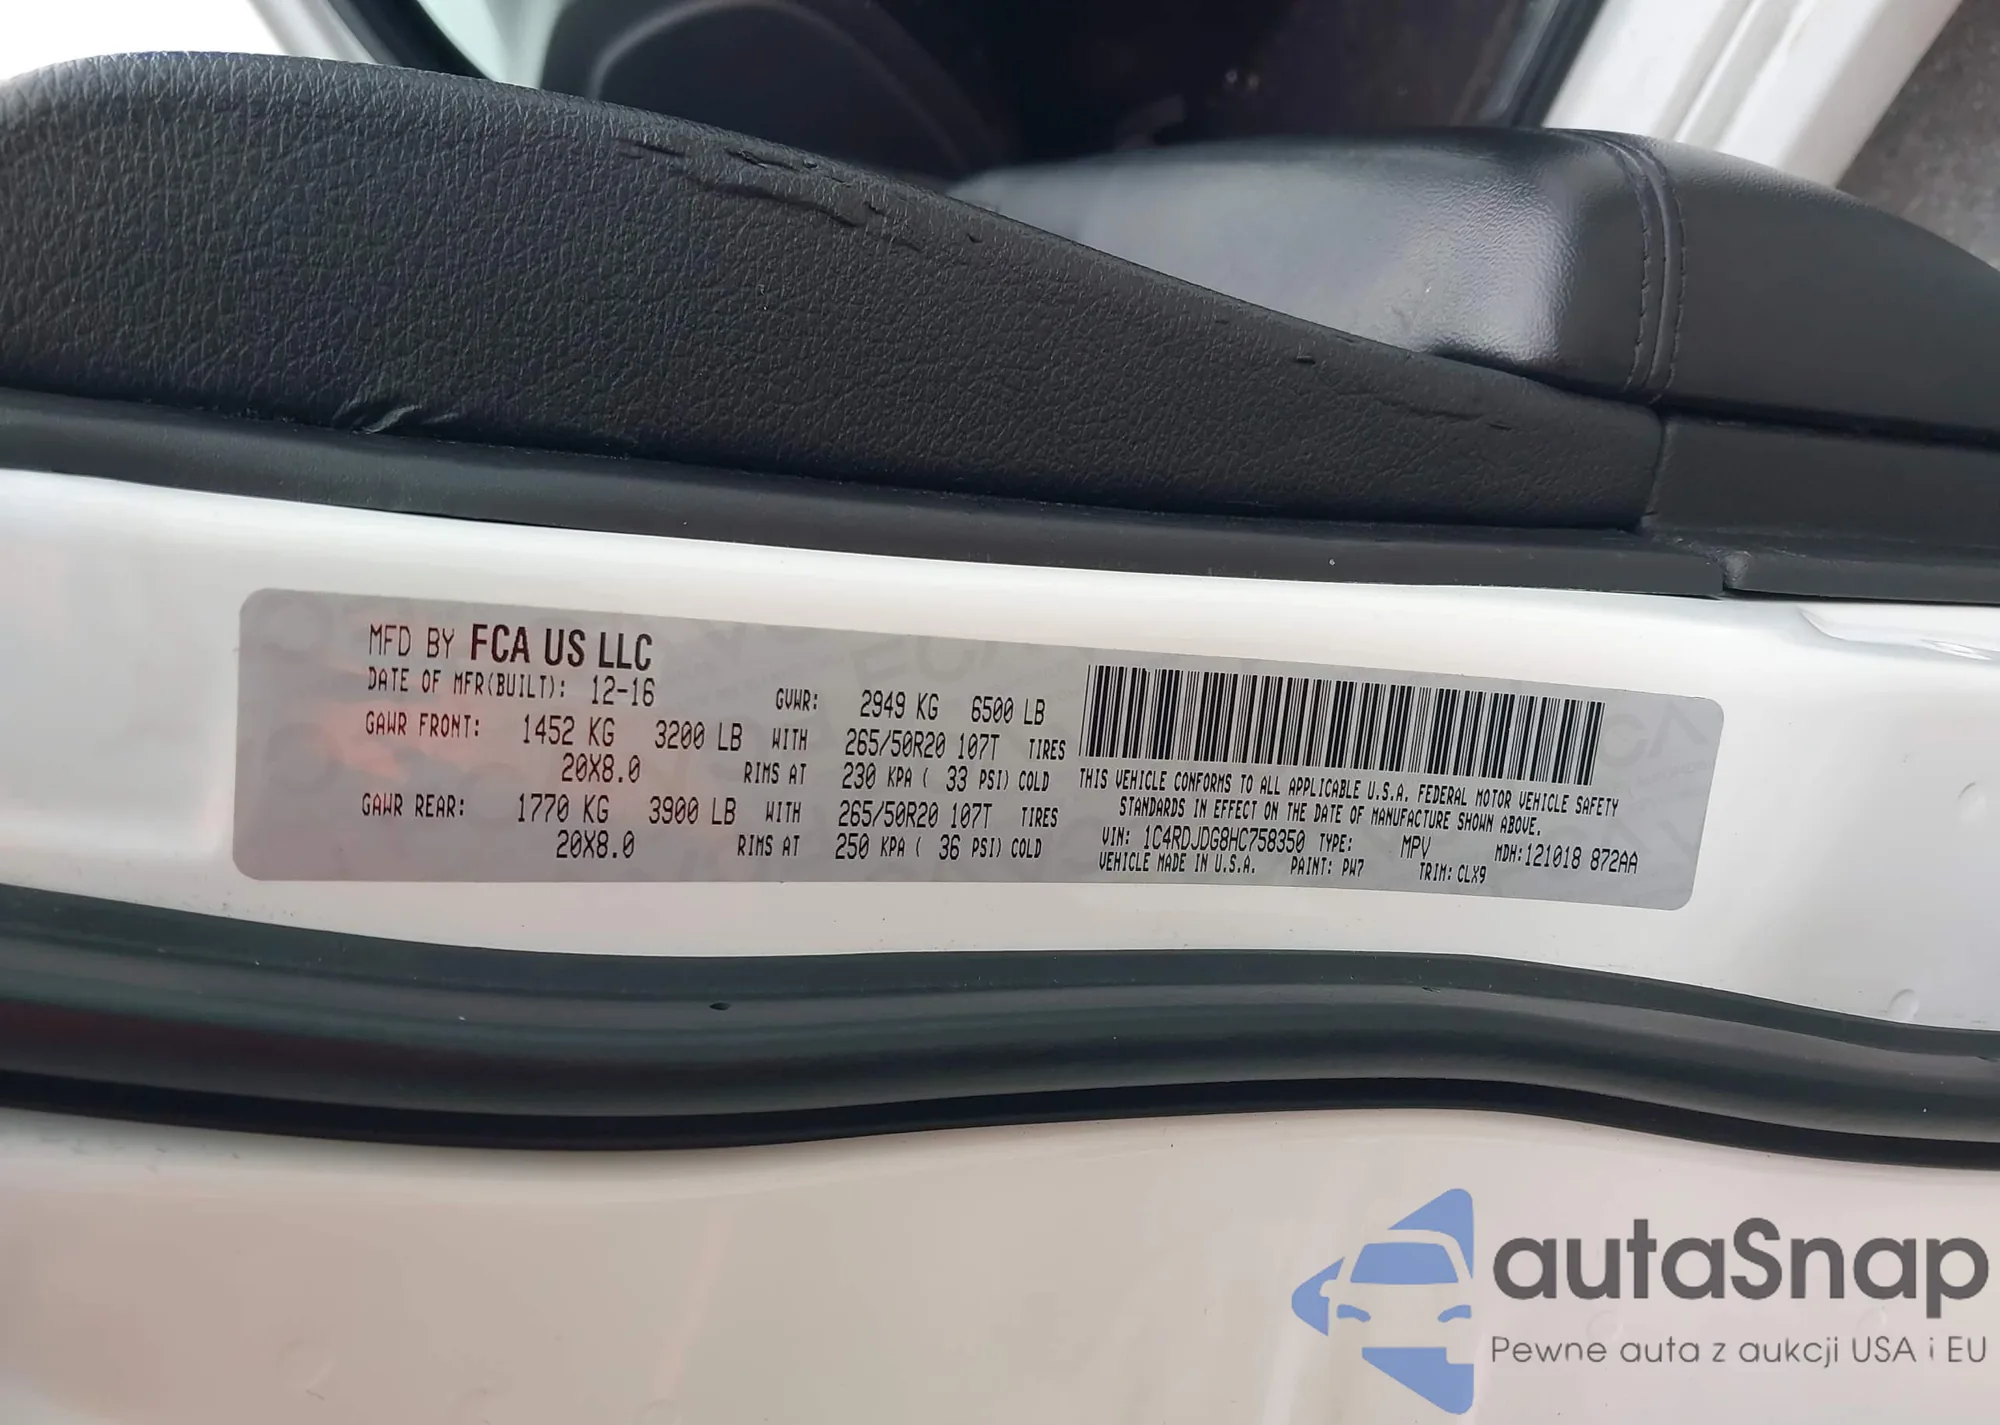 MFD BY FCA US LLC
DATE OF MFR(BUILT): 12-16 GVWR: 2949 KG 6500 LB
GAWR FRONT: 1452 KG 3200 LB WITH 265/50R20 107T TIRES
20X8.0 RIMS AT 230 KPA ( 33 PSI) COLD
GAWR REAR: 1770 KG 3900 LB WITH 265/50R20 107T TIRES
20X8.0 RIMS AT 250 KPA ( 36 PSI) COLD
THIS VEHICLE CONFORMS TO ALL APPLICABLE U.S.A. FEDERAL MOTOR VEHICLE SAFETY
STANDARDS IN EFFECT ON THE DATE OF MANUFACTURE SHOWN ABOVE.
VIN: 1C4RDJDG8HC758350 TYPE: MPV MDH: 121018 872AA
VEHICLE MADE IN U.S.A. PAINT: PW7 TRIM: CLX9
autaSnap
Pewne auta z aukcji USA i EU